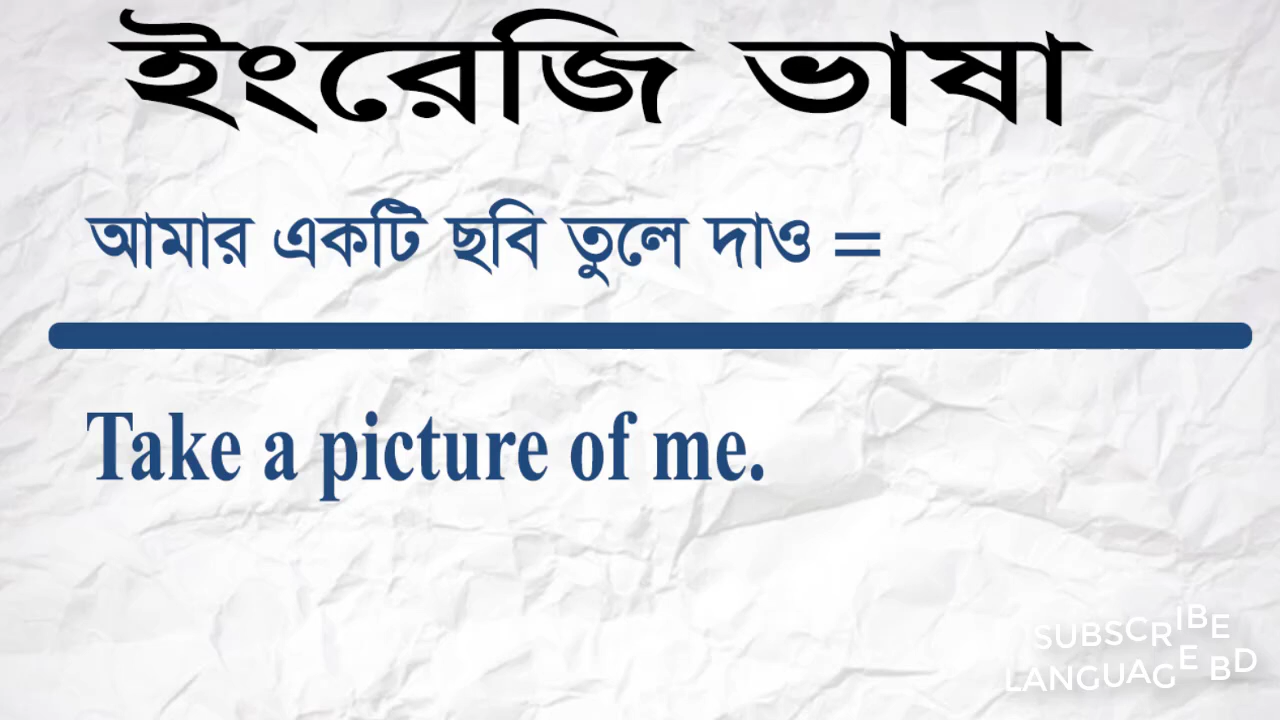 ইংরেজি ভাষা
আমার একটি ছবি তুলে দাও =
Take a picture of me.
SUBSCRIBE
LANGUAGE BD